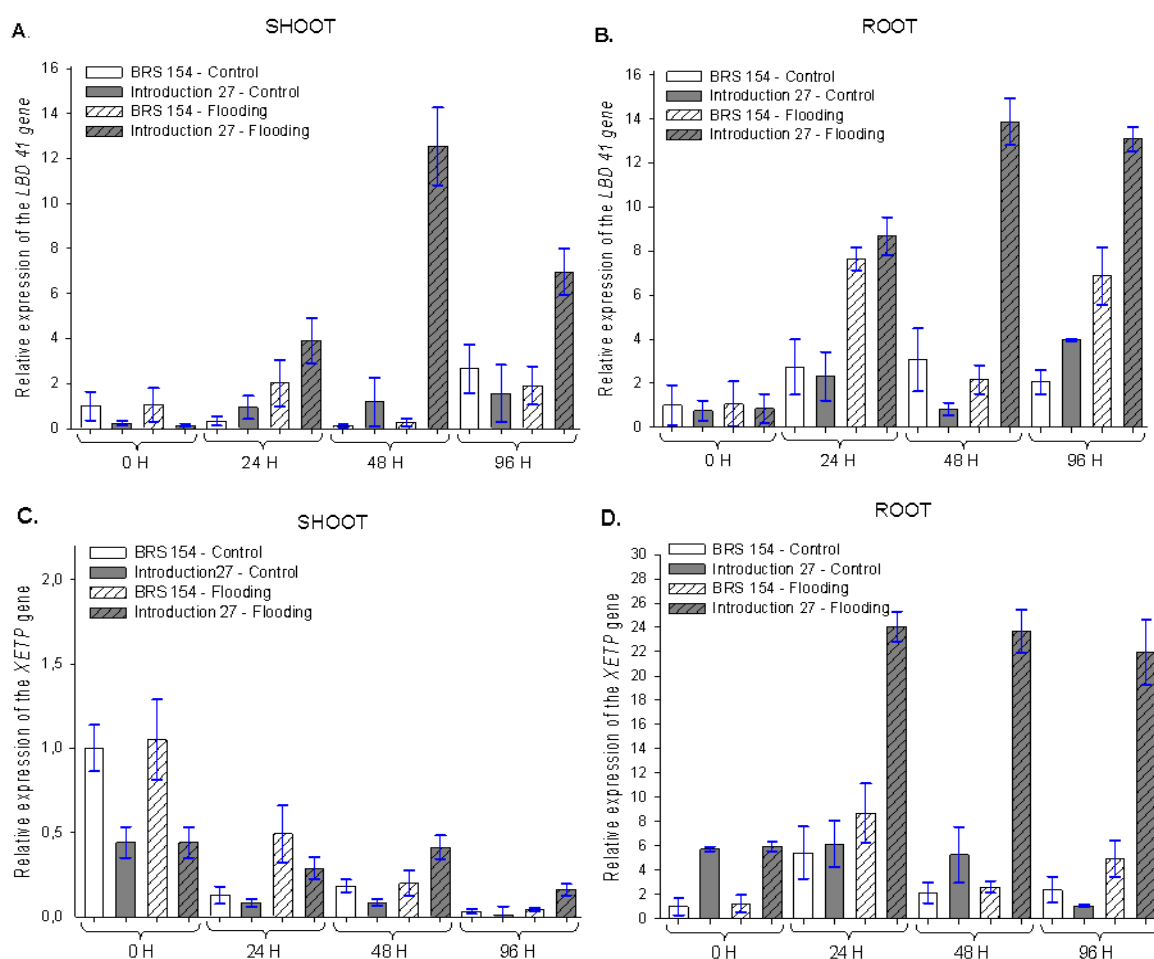 A.
SHOOT
BRS 154 - Control
Introduction 27 - Control
BRS 154 - Flooding
Introduction 27 - Flooding
Relative expression of the LBD 41 gene
16
14
12
10
8
6
4
2
0
0 H
24 H
48 H
96 H
B.
ROOT
BRS 154 - Control
Introduction 27 - Control
BRS 154 - Flooding
Introduction 27 - Flooding
Relative expression of the LBD 41 gene
16
14
12
10
8
6
4
2
0
0 H
24 H
48 H
96 H
C.
SHOOT
BRS 154 - Control
Introduction27 - Control
BRS 154 - Flooding
Introduction 27 - Flooding
Relative expression of the XETP gene
2,0
1,5
1,0
0,5
0,0
0 H
24 H
48 H
96 H
D.
ROOT
BRS 154 - Control
Introduction 27 - Control
BRS 154 - Flooding
Introduction 27 - Flooding
Relative expression of the XETP gene
30
28
26
24
22
20
18
16
14
12
10
8
6
4
2
0
0 H
24 H
48 H
96 H